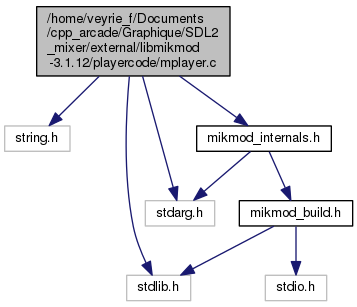 /home/veyrie_f/Documents
/cpp_arcade/Graphique/SDL2
_mixer/external/libmikmod
-3.1.12/playercode/mplayer.c
string.h
mikmod_internals.h
stdarg.h
mikmod_build.h
stdlib.h
stdio.h